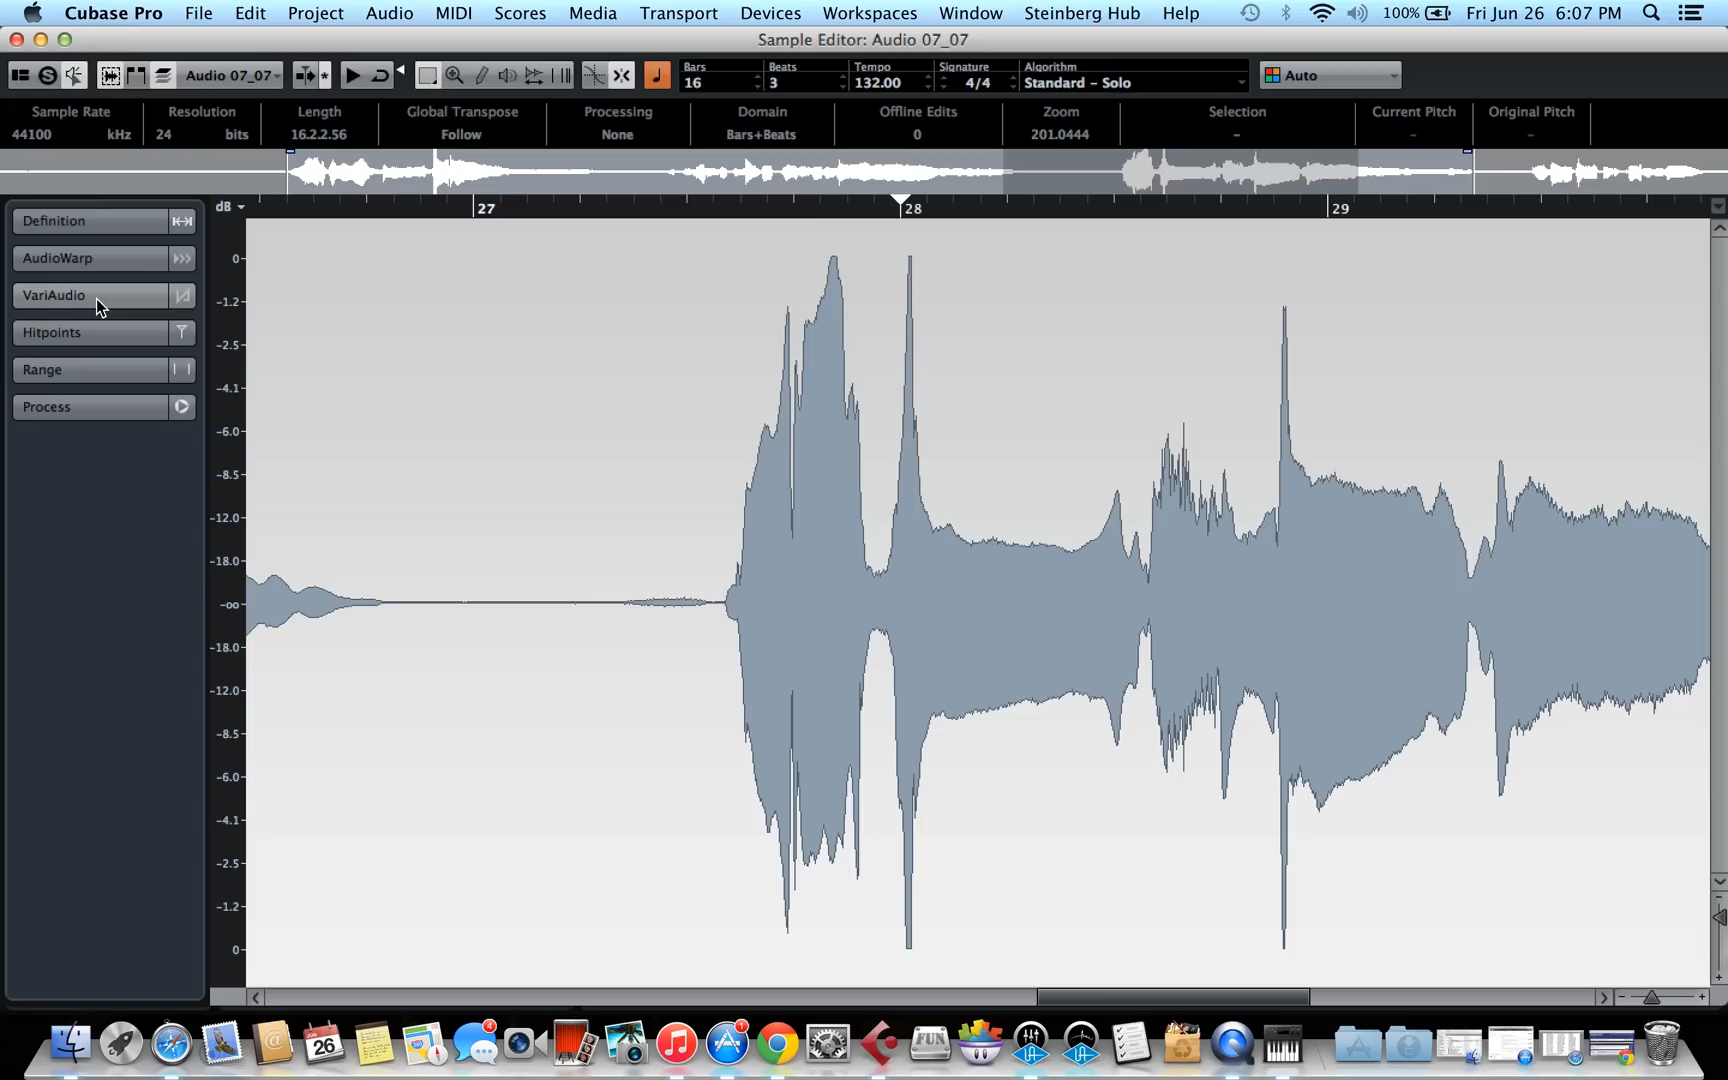 Cubase Pro File Edit Project Audio MIDI Scores Media Transport Devices Workspaces Window Steinberg Hub Help 100% Fri Jun 26 6:07 PM
Sample Editor: Audio 07_07
Audio 07_07
Bars Beats Tempo Signature Algorithm
16 3 132.00 4/4 Standard - Solo
Auto
Sample Rate Resolution Length Global Transpose Processing Domain Offline Edits Zoom Selection Current Pitch Original Pitch
44100 kHz 24 bits 16.2.2.56 Follow None Bars+Beats 0 201.0444 - - -
dB 27 28 29
Definition
AudioWarp
VariAudio
Hitpoints
Range
Process
0
-1.2
-2.5
-4.1
-6.0
-8.5
-12.0
-18.0
-oo
-18.0
-12.0
-8.5
-6.0
-4.1
-2.5
-1.2
0
JUN
26
4
1
FUN